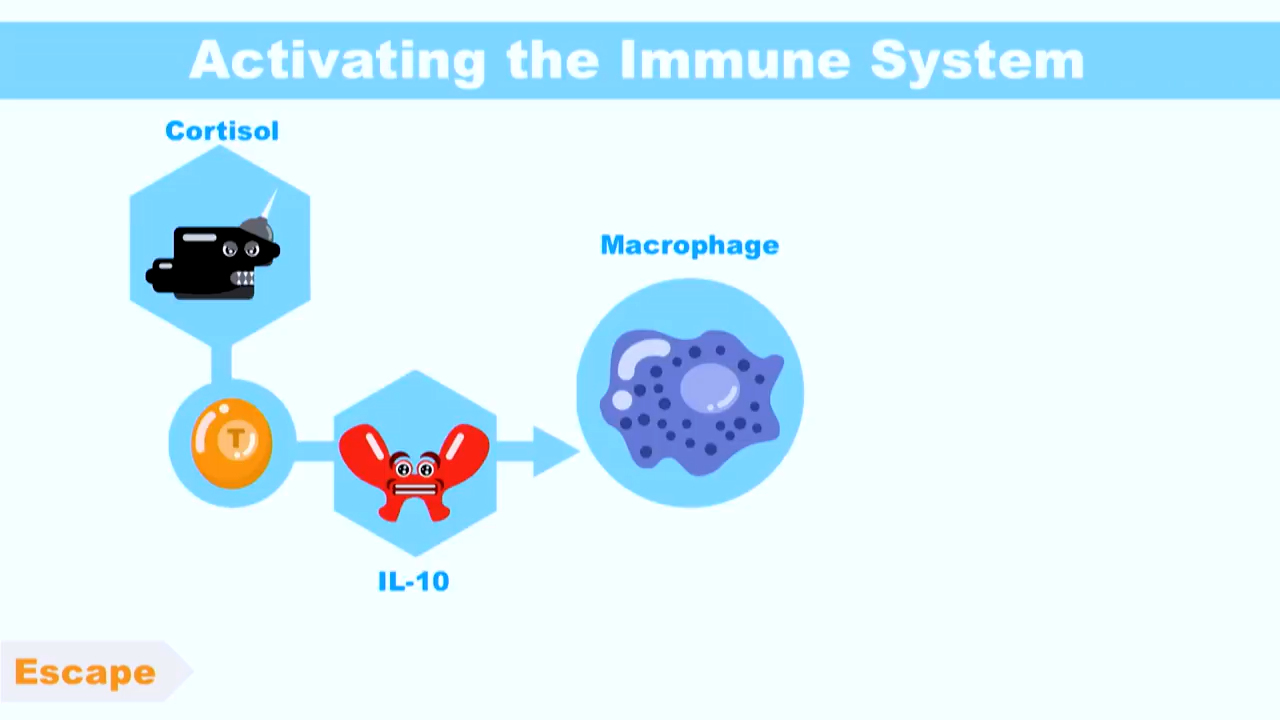 Activating the Immune System
Cortisol
Macrophage
T
IL-10
Escape